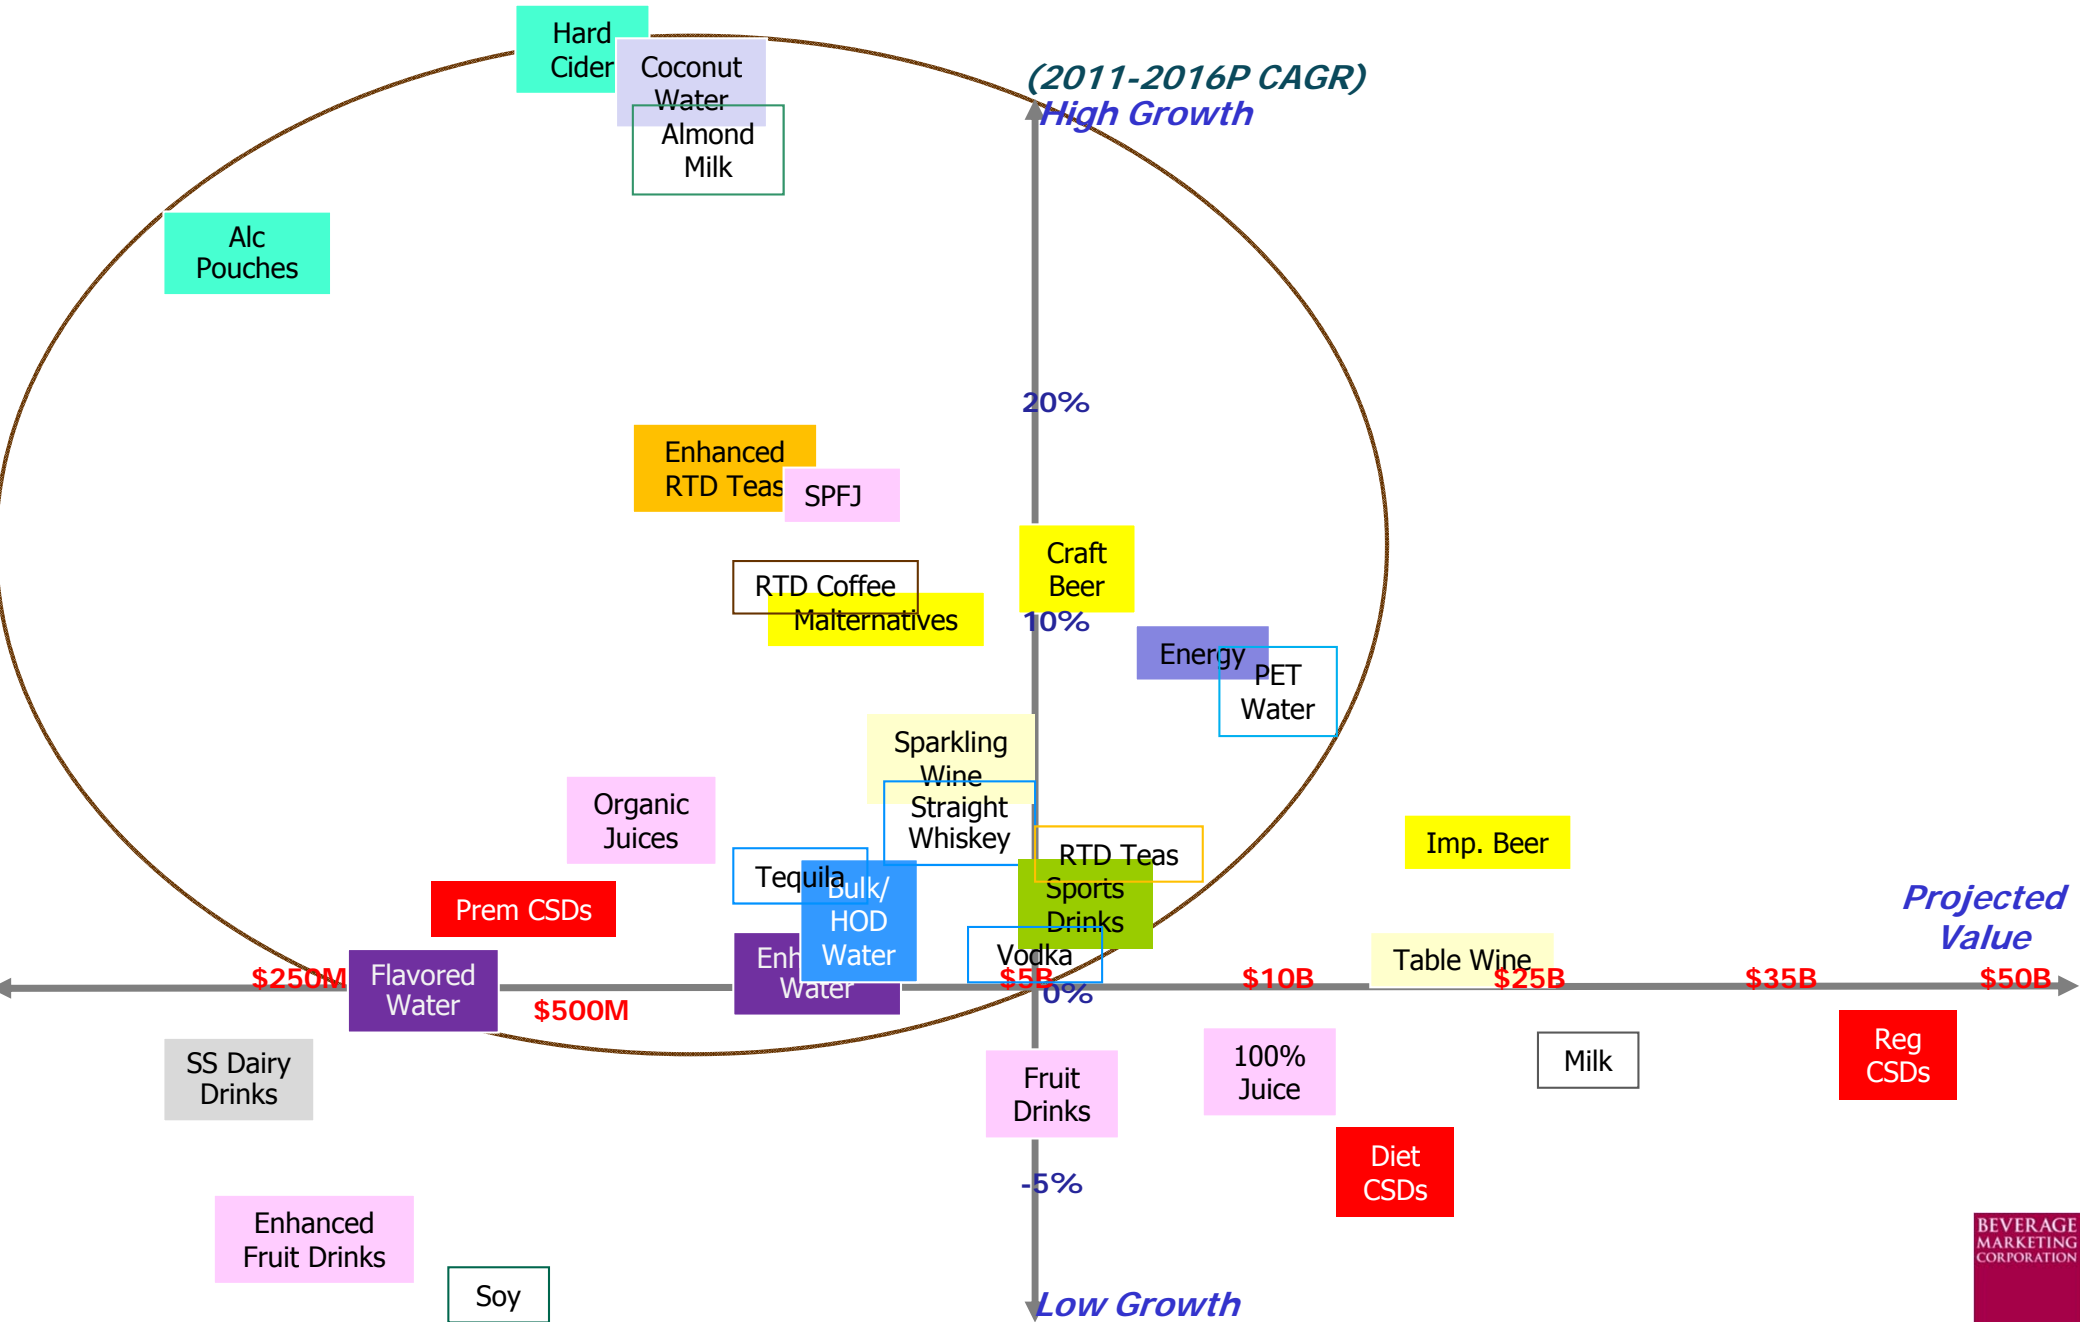 Hard
Cider
Coconut
Water
Almond
Milk
(2011-2016P CAGR)
High Growth
Alc
Pouches
20%
Enhanced
RTD Teas
SPFJ
Craft
Beer
RTD Coffee
Malternatives
10%
Energy
PET
Water
Sparkling
Wine
Straight
Whiskey
Organic
Juices
RTD Teas
Imp. Beer
Tequila
Bulk/
HOD
Water
Sports
Drinks
Prem CSDs
Projected
Value
Enh
Water
Vodka
Table Wine
Flavored
Water
$250M
$500M
$5B
$10B
$25B
$35B
$50B
0%
SS Dairy
Drinks
Fruit
Drinks
100%
Juice
Milk
Reg
CSDs
Diet
CSDs
-5%
Enhanced
Fruit Drinks
Soy
Low Growth
BEVERAGE
MARKETING
CORPORATION